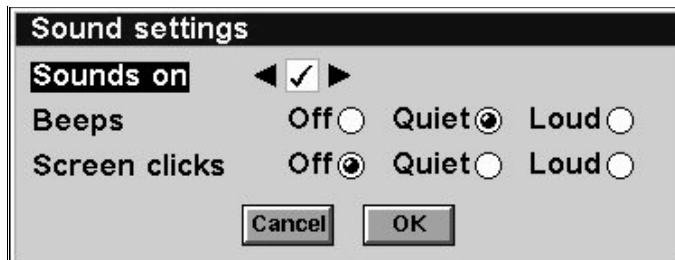 Sound settings
Sounds on
Beeps Off Quiet Loud
Screen clicks Off Quiet Loud
Cancel OK